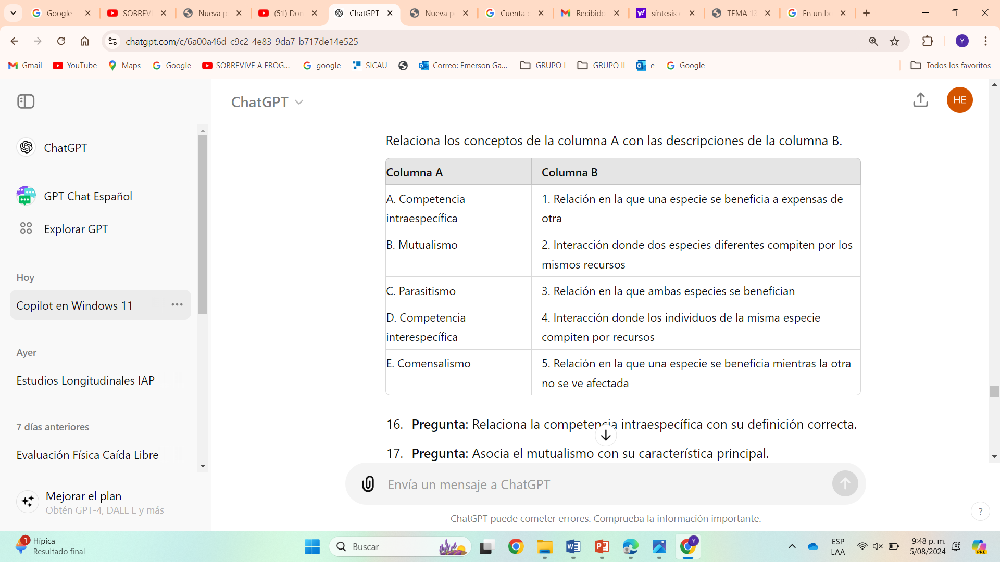 Google
SOBREVI
Nueva p
(51) Don
ChatGPT
Nueva p
Cuenta
Recibido
síntesis
TEMA 13
En un bo
chatgpt.com/c/6a00a46d-c9c2-4e83-9da7-b717de14e525
Y
Gmail
YouTube
Maps
Google
SOBREVIVE A FROG...
google
SICAU
Correo: Emerson Ga...
GRUPO I
GRUPO II
e
Google
Todos los favoritos
ChatGPT
GPT Chat Español
Explorar GPT
Hoy
Copilot en Windows 11
Ayer
Estudios Longitudinales IAP
7 días anteriores
Evaluación Física Caída Libre
Mejorar el plan
Obtén GPT-4, DALL E y más
ChatGPT
HE
Relaciona los conceptos de la columna A con las descripciones de la columna B.
Columna A
Columna B
A. Competencia
intraespecífica
1. Relación en la que una especie se beneficia a expensas de
otra
B. Mutualismo
2. Interacción donde dos especies diferentes compiten por los
mismos recursos
C. Parasitismo
3. Relación en la que ambas especies se benefician
D. Competencia
interespecífica
4. Interacción donde los individuos de la misma especie
compiten por recursos
E. Comensalismo
5. Relación en la que una especie se beneficia mientras la otra
no se ve afectada
16. Pregunta: Relaciona la competencia intraespecífica con su definición correcta.
17. Pregunta: Asocia el mutualismo con su característica principal.
Envía un mensaje a ChatGPT
ChatGPT puede cometer errores. Comprueba la información importante.
?
1
Hípica
Resultado final
Buscar
Y
ESP
LAA
9:48 p. m.
5/08/2024
PRE